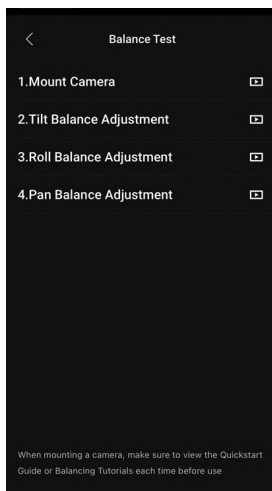 Balance Test
1.Mount Camera
2.Tilt Balance Adjustment
3.Roll Balance Adjustment
4.Pan Balance Adjustment
When mounting a camera, make sure to view the Quickstart
Guide or Balancing Tutorials each time before use